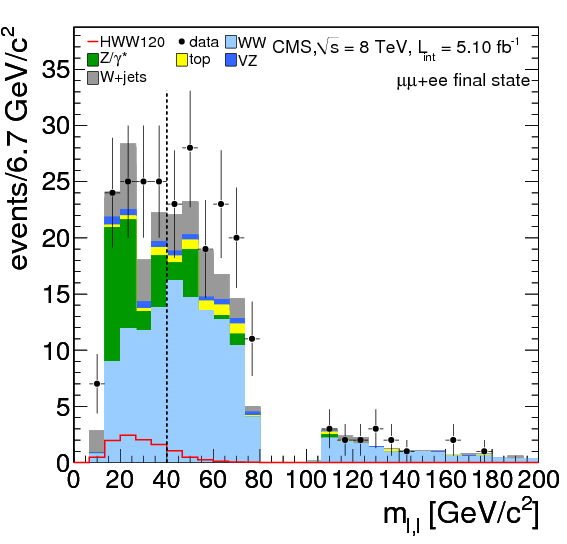 HWW120
data
WW
Z/γ*
top
VZ
W+jets
CMS,√s = 8 TeV, L_int = 5.10 fb⁻¹
μμ+ee final state
events/6.7 GeV/c²
35
30
25
20
15
10
5
0
0 20 40 60 80 100 120 140 160 180 200
m_l,l [GeV/c²]